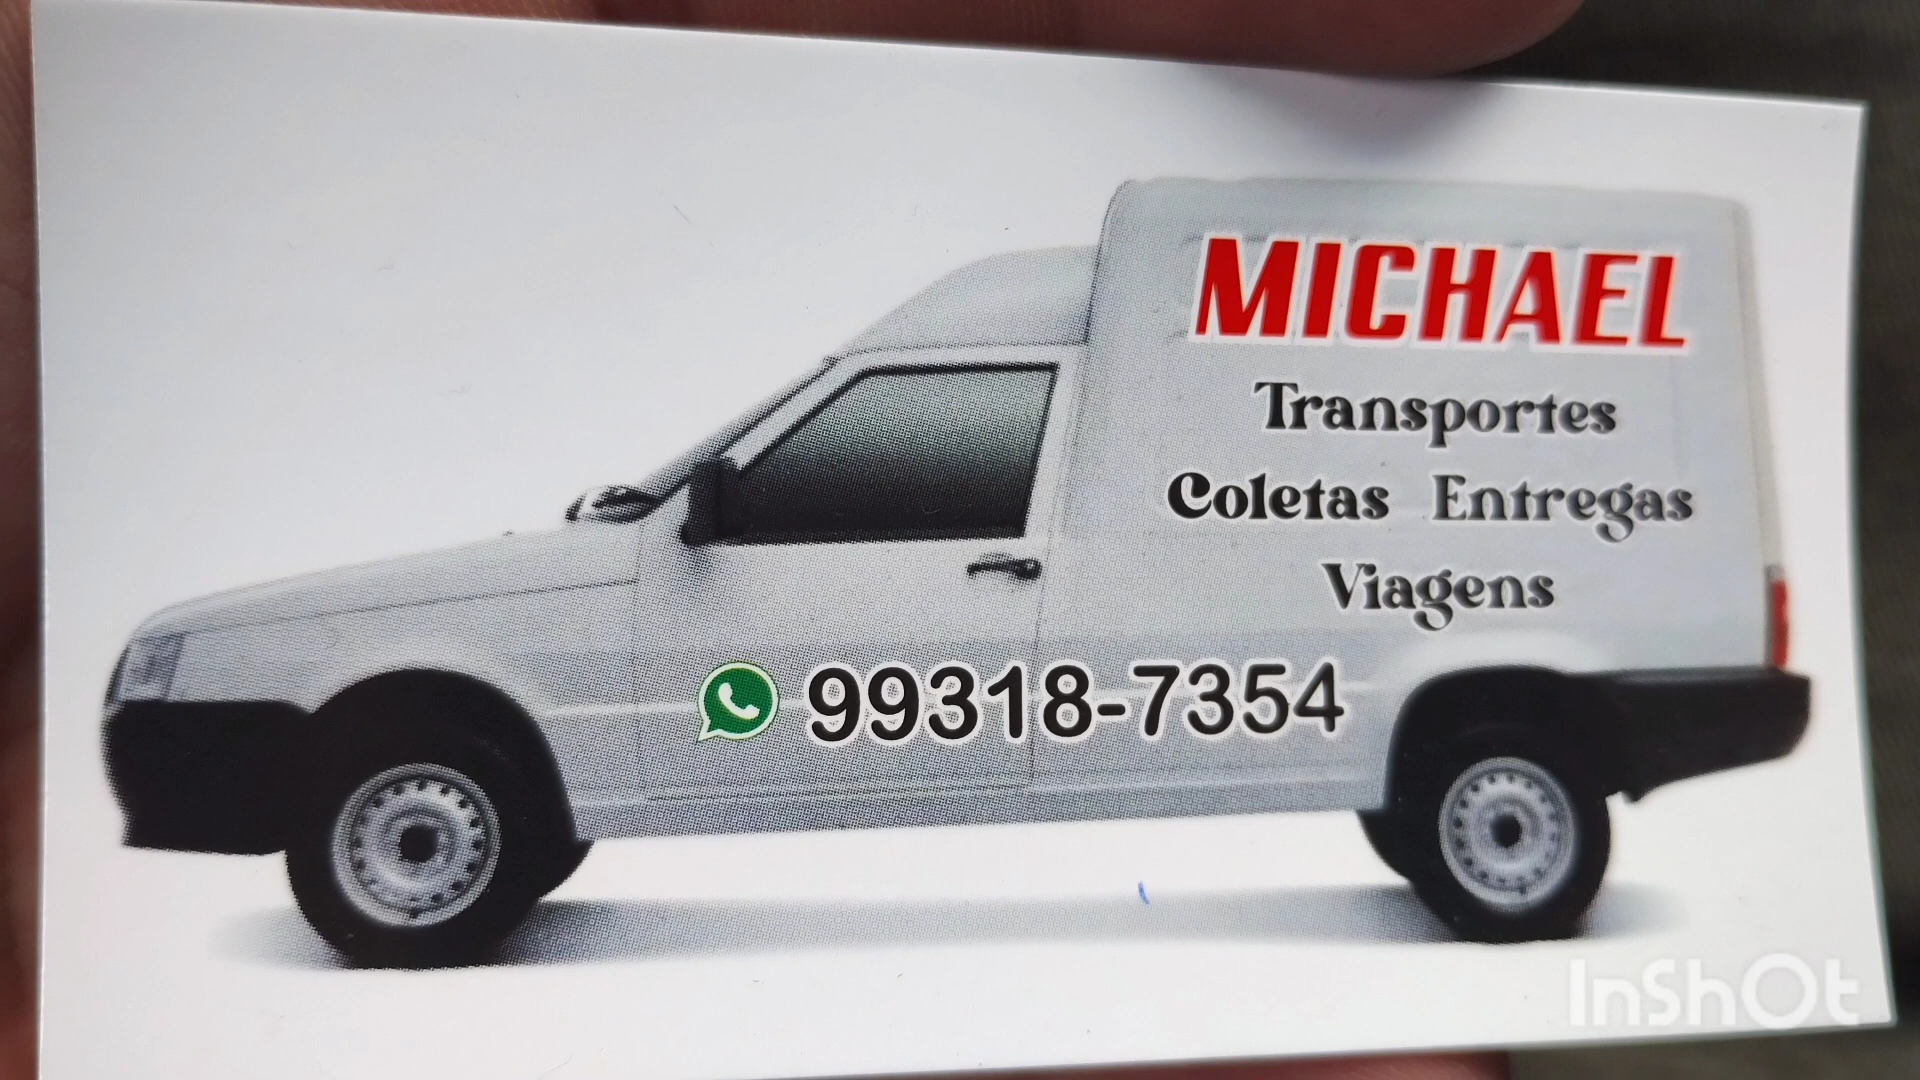 MICHAEL
Transportes
Coletas Entregas
Viagens
99318-7354
InShOt